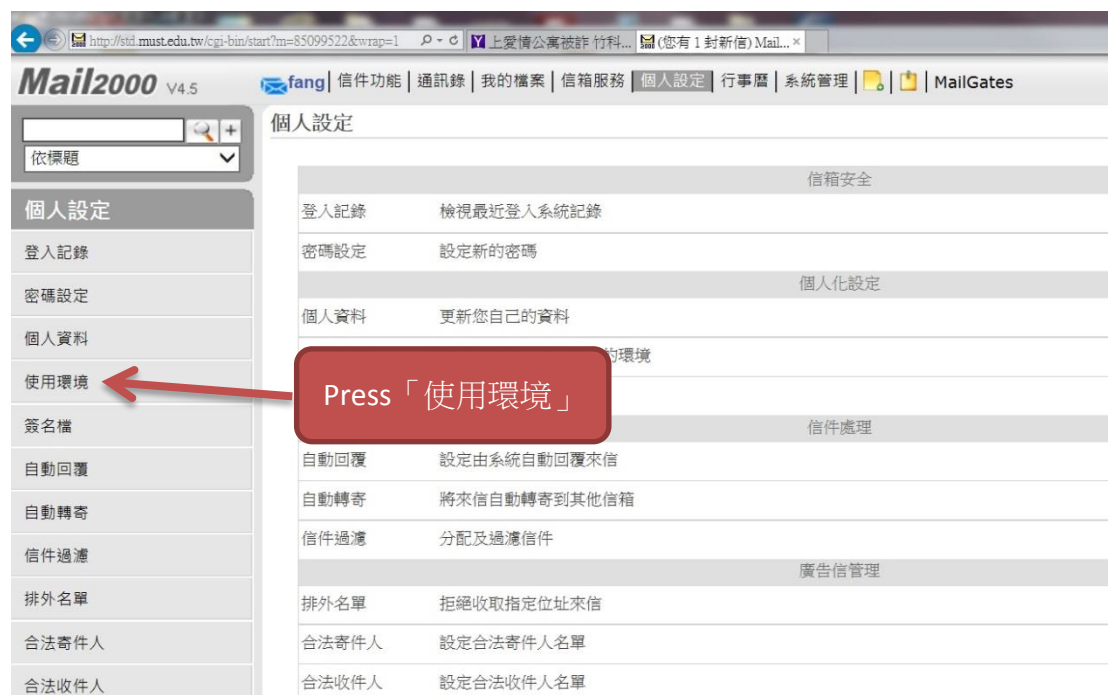 http://std.must.edu.tw/cgi-bin/start?m=85099522&wrap=1
上愛情公寓被詐 竹科...
(您有 1 封新信) Mail...
Mail2000 V4.5
fang | 信件功能 | 通訊錄 | 我的檔案 | 信箱服務 | 個人設定 | 行事曆 | 系統管理 | | | MailGates
依標題
個人設定
登入記錄
密碼設定
個人資料
使用環境
簽名檔
自動回覆
自動轉寄
信件過濾
排外名單
合法寄件人
合法收件人
個人設定
信箱安全
登入記錄 檢視最近登入系統記錄
密碼設定 設定新的密碼
個人化設定
個人資料 更新您自己的資料
的環境
Press「使用環境」
信件處理
自動回覆 設定由系統自動回覆來信
自動轉寄 將來信自動轉寄到其他信箱
信件過濾 分配及過濾信件
廣告信管理
排外名單 拒絕收取指定位址來信
合法寄件人 設定合法寄件人名單
合法收件人 設定合法收件人名單